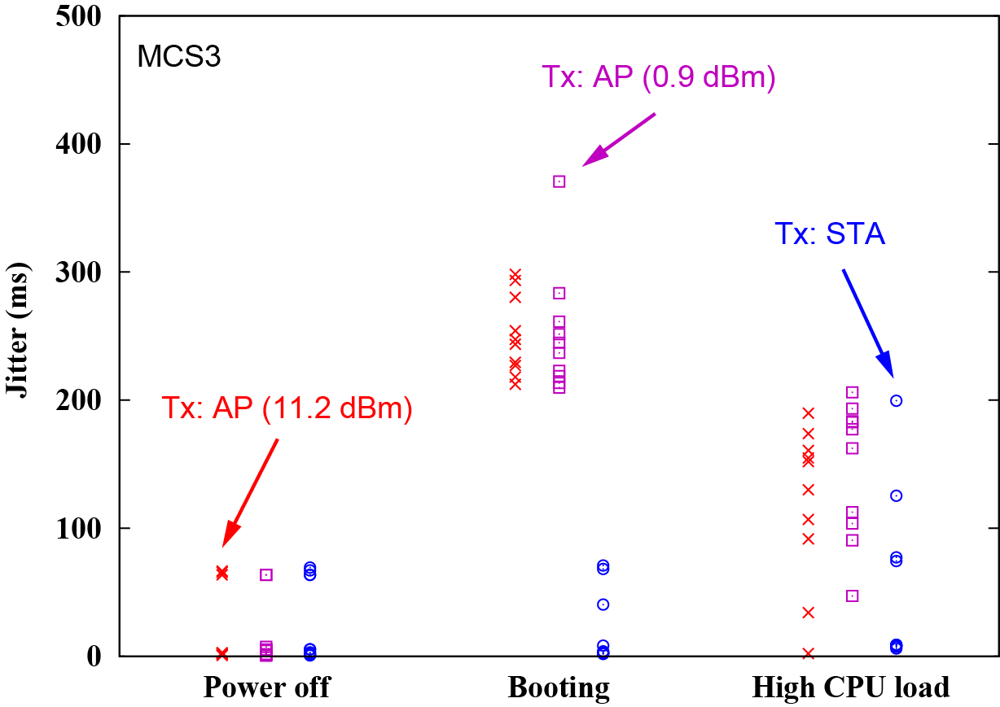 500
MCS3
Tx: AP (0.9 dBm)
400
Tx: STA
300
Jitter (ms)
200
Tx: AP (11.2 dBm)
100
0
Power off
Booting
High CPU load